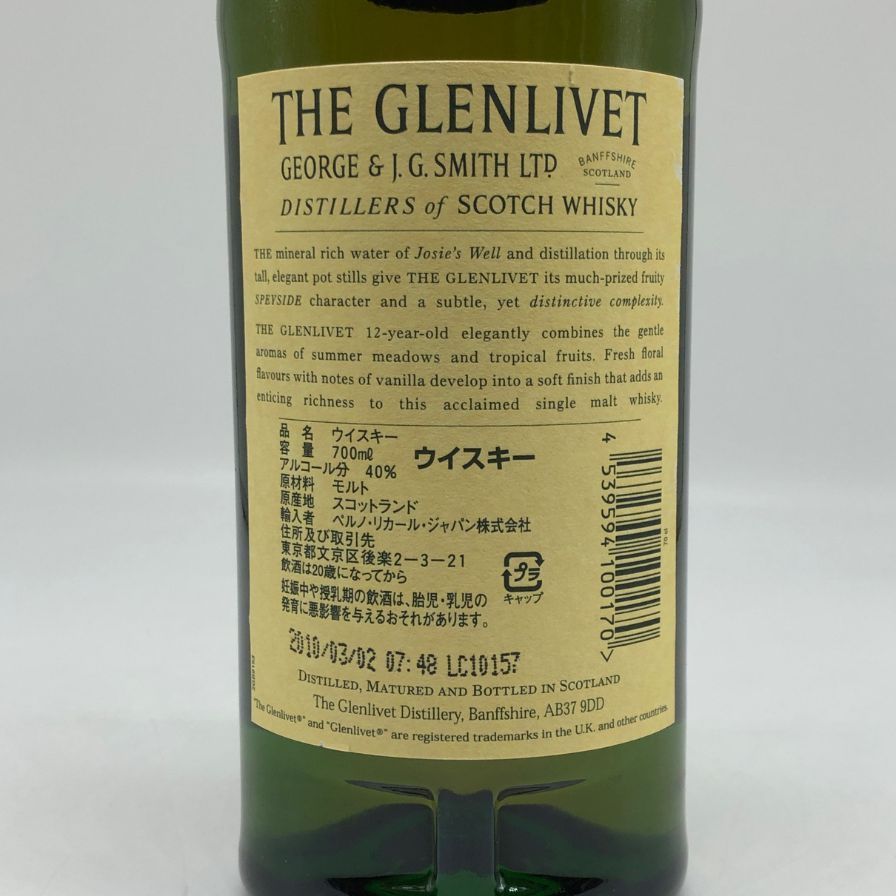 THE GLENLIVET
GEORGE & J. G. SMITH LTD
BANFFSHIRE
SCOTLAND
DISTILLERS of SCOTCH WHISKY
THE mineral rich water of Josie's Well and distillation through its
tall, elegant pot stills give THE GLENLIVET its much-prized fruity
SPEYSIDE character and a subtle, yet distinctive complexity.
THE GLENLIVET 12-year-old elegantly combines the gentle
aromas of summer meadows and tropical fruits. Fresh floral
flavours with notes of vanilla develop into a soft finish that adds an
enticing richness to this acclaimed single malt whisky.
品 名 ウイスキー
容 量 700mℓ
アルコール分 40%
原材料 モルト
原産地 スコットランド
輸入者 ペルノ・リカール・ジャパン株式会社
住所及び取引先
東京都文京区後楽2-3-21
飲酒は20歳になってから
妊娠中や授乳期の飲酒は、胎児・乳児の
発育に悪影響を与えるおそれがあります。
ウイスキー
プラ
キャップ
4 539594 100170>
70 cl
2010/03/02 07:48 LC10157
DISTILLED, MATURED AND BOTTLED IN SCOTLAND
The Glenlivet Distillery, Banffshire, AB37 9DD
"The Glenlivet®" and "Glenlivet®" are registered trademarks in the U.K. and other countries.